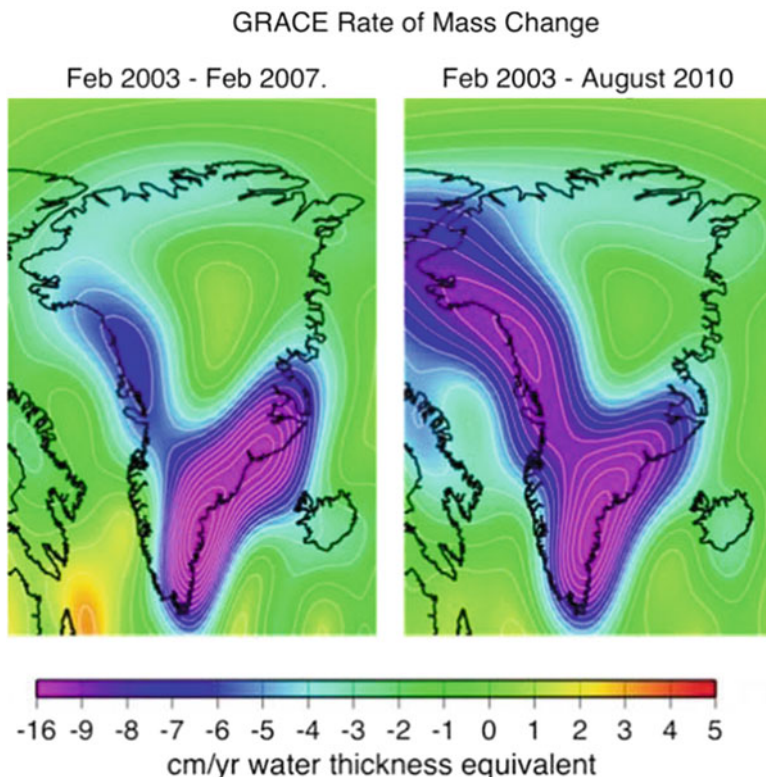 GRACE Rate of Mass Change
Feb 2003 - Feb 2007.
Feb 2003 - August 2010
-16 -9 -8 -7 -6 -5 -4 -3 -2 -1 0 1 2 3 4 5
cm/yr water thickness equivalent